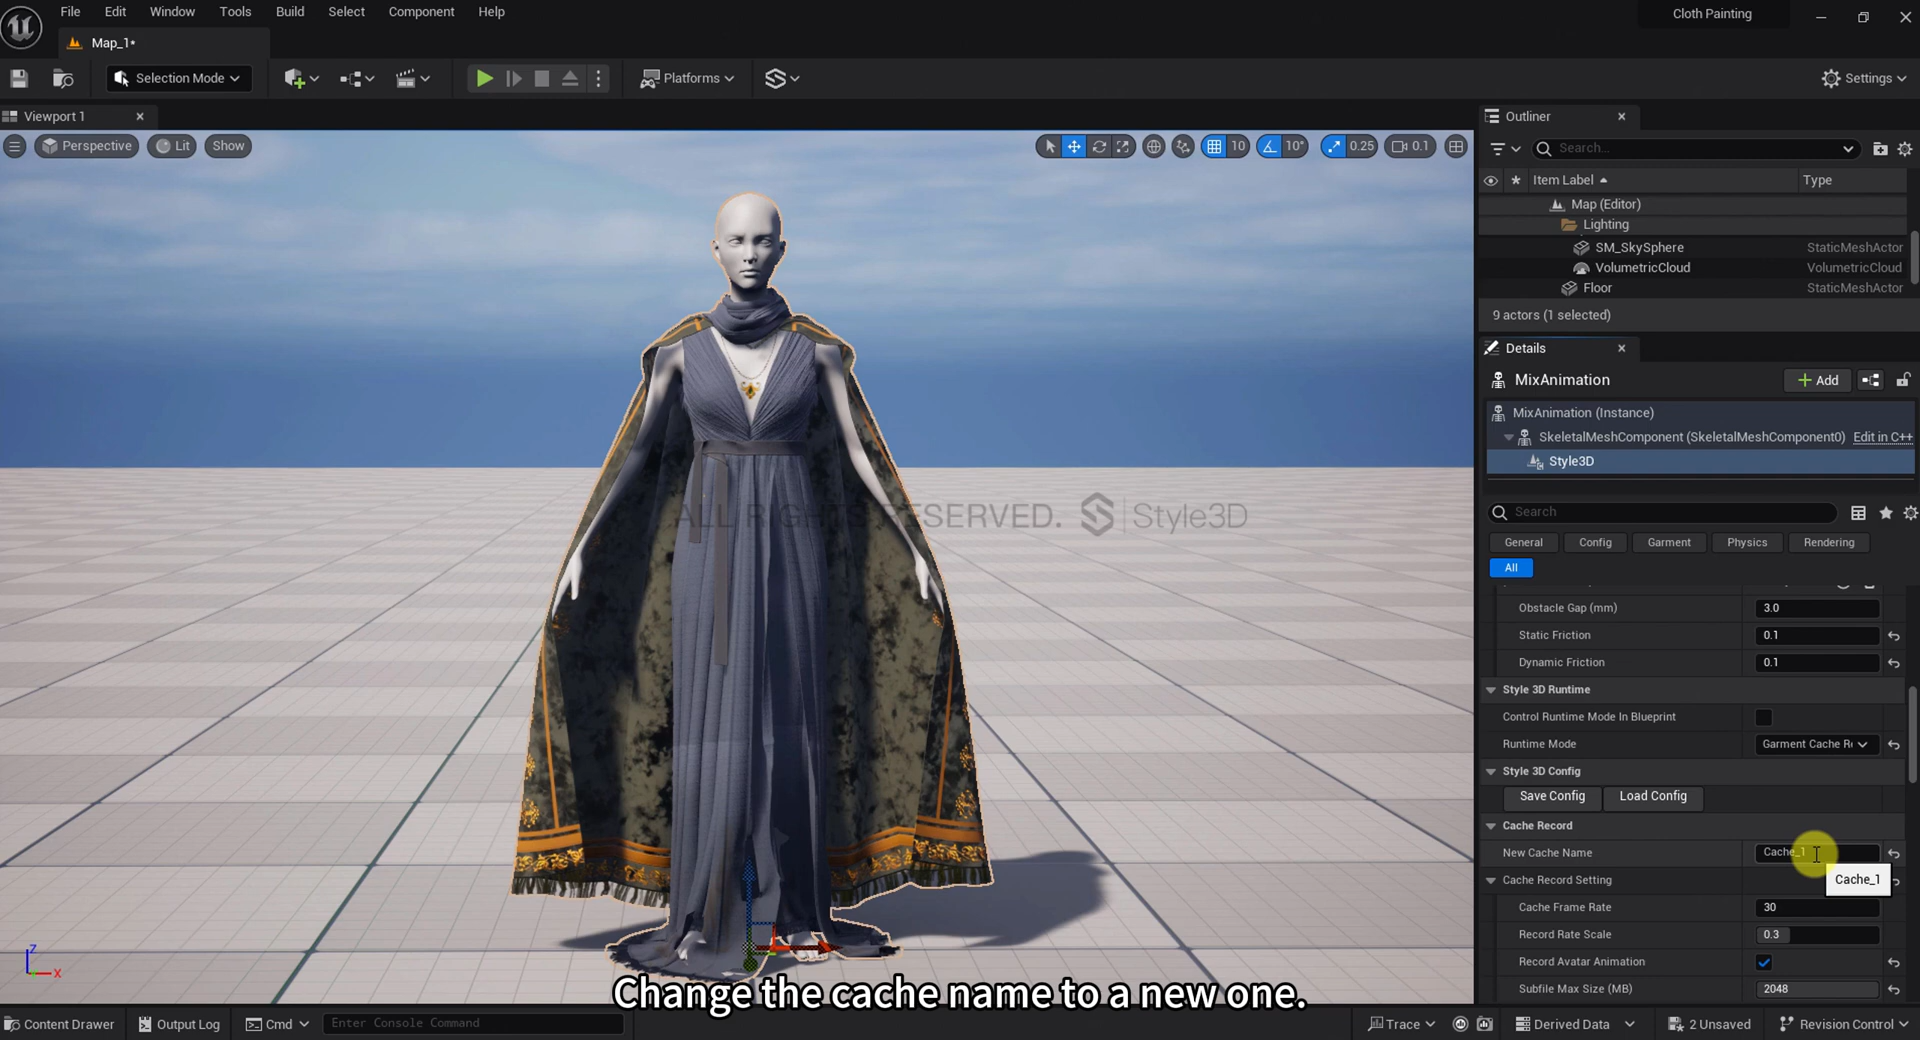 File Edit Window Tools Build Select Component Help
Cloth Painting
Map_1*
Selection Mode
Platforms
Settings
Viewport 1
Perspective Lit Show
10 10° 0.25 0.1
Outliner
Search...
Item Label Type
Map (Editor)
Lighting
SM_SkySphere StaticMeshActor
VolumetricCloud VolumetricCloud
Floor StaticMeshActor
9 actors (1 selected)
Details
MixAnimation
Add
MixAnimation (Instance)
SkeletalMeshComponent (SkeletalMeshComponent0) Edit in C++
Style3D
Search
General Config Garment Physics Rendering
All
Obstacle Gap (mm) 3.0
Static Friction 0.1
Dynamic Friction 0.1
Style 3D Runtime
Control Runtime Mode In Blueprint
Runtime Mode Garment Cache R
Style 3D Config
Save Config Load Config
Cache Record
New Cache Name Cache_1
Cache Record Setting
Cache_1
Cache Frame Rate 30
Record Rate Scale 0.3
Record Avatar Animation
Subfile Max Size (MB) 2048
ALL RIGHTS RESERVED. Style3D
Z
X
Change the cache name to a new one.
Content Drawer Output Log Cmd Enter Console Command
Trace Derived Data 2 Unsaved Revision Control